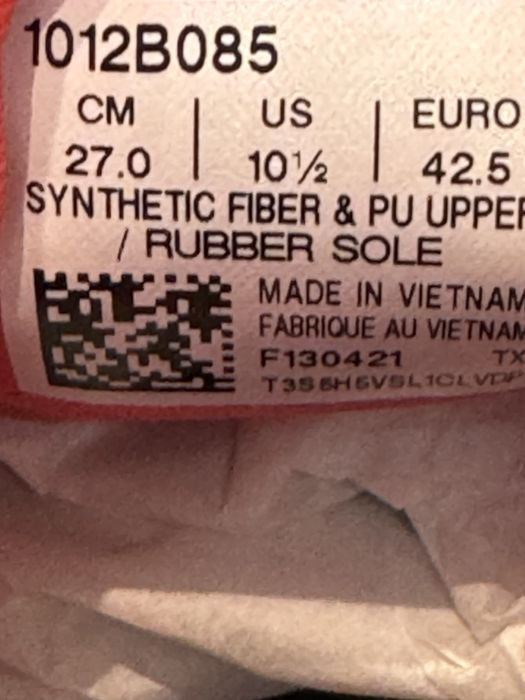 1012B085
CM | US | EURO
27.0 | 10½ | 42.5
SYNTHETIC FIBER & PU UPPER
/ RUBBER SOLE
MADE IN VIETNAM
FABRIQUE AU VIETNAM
F130421 TX